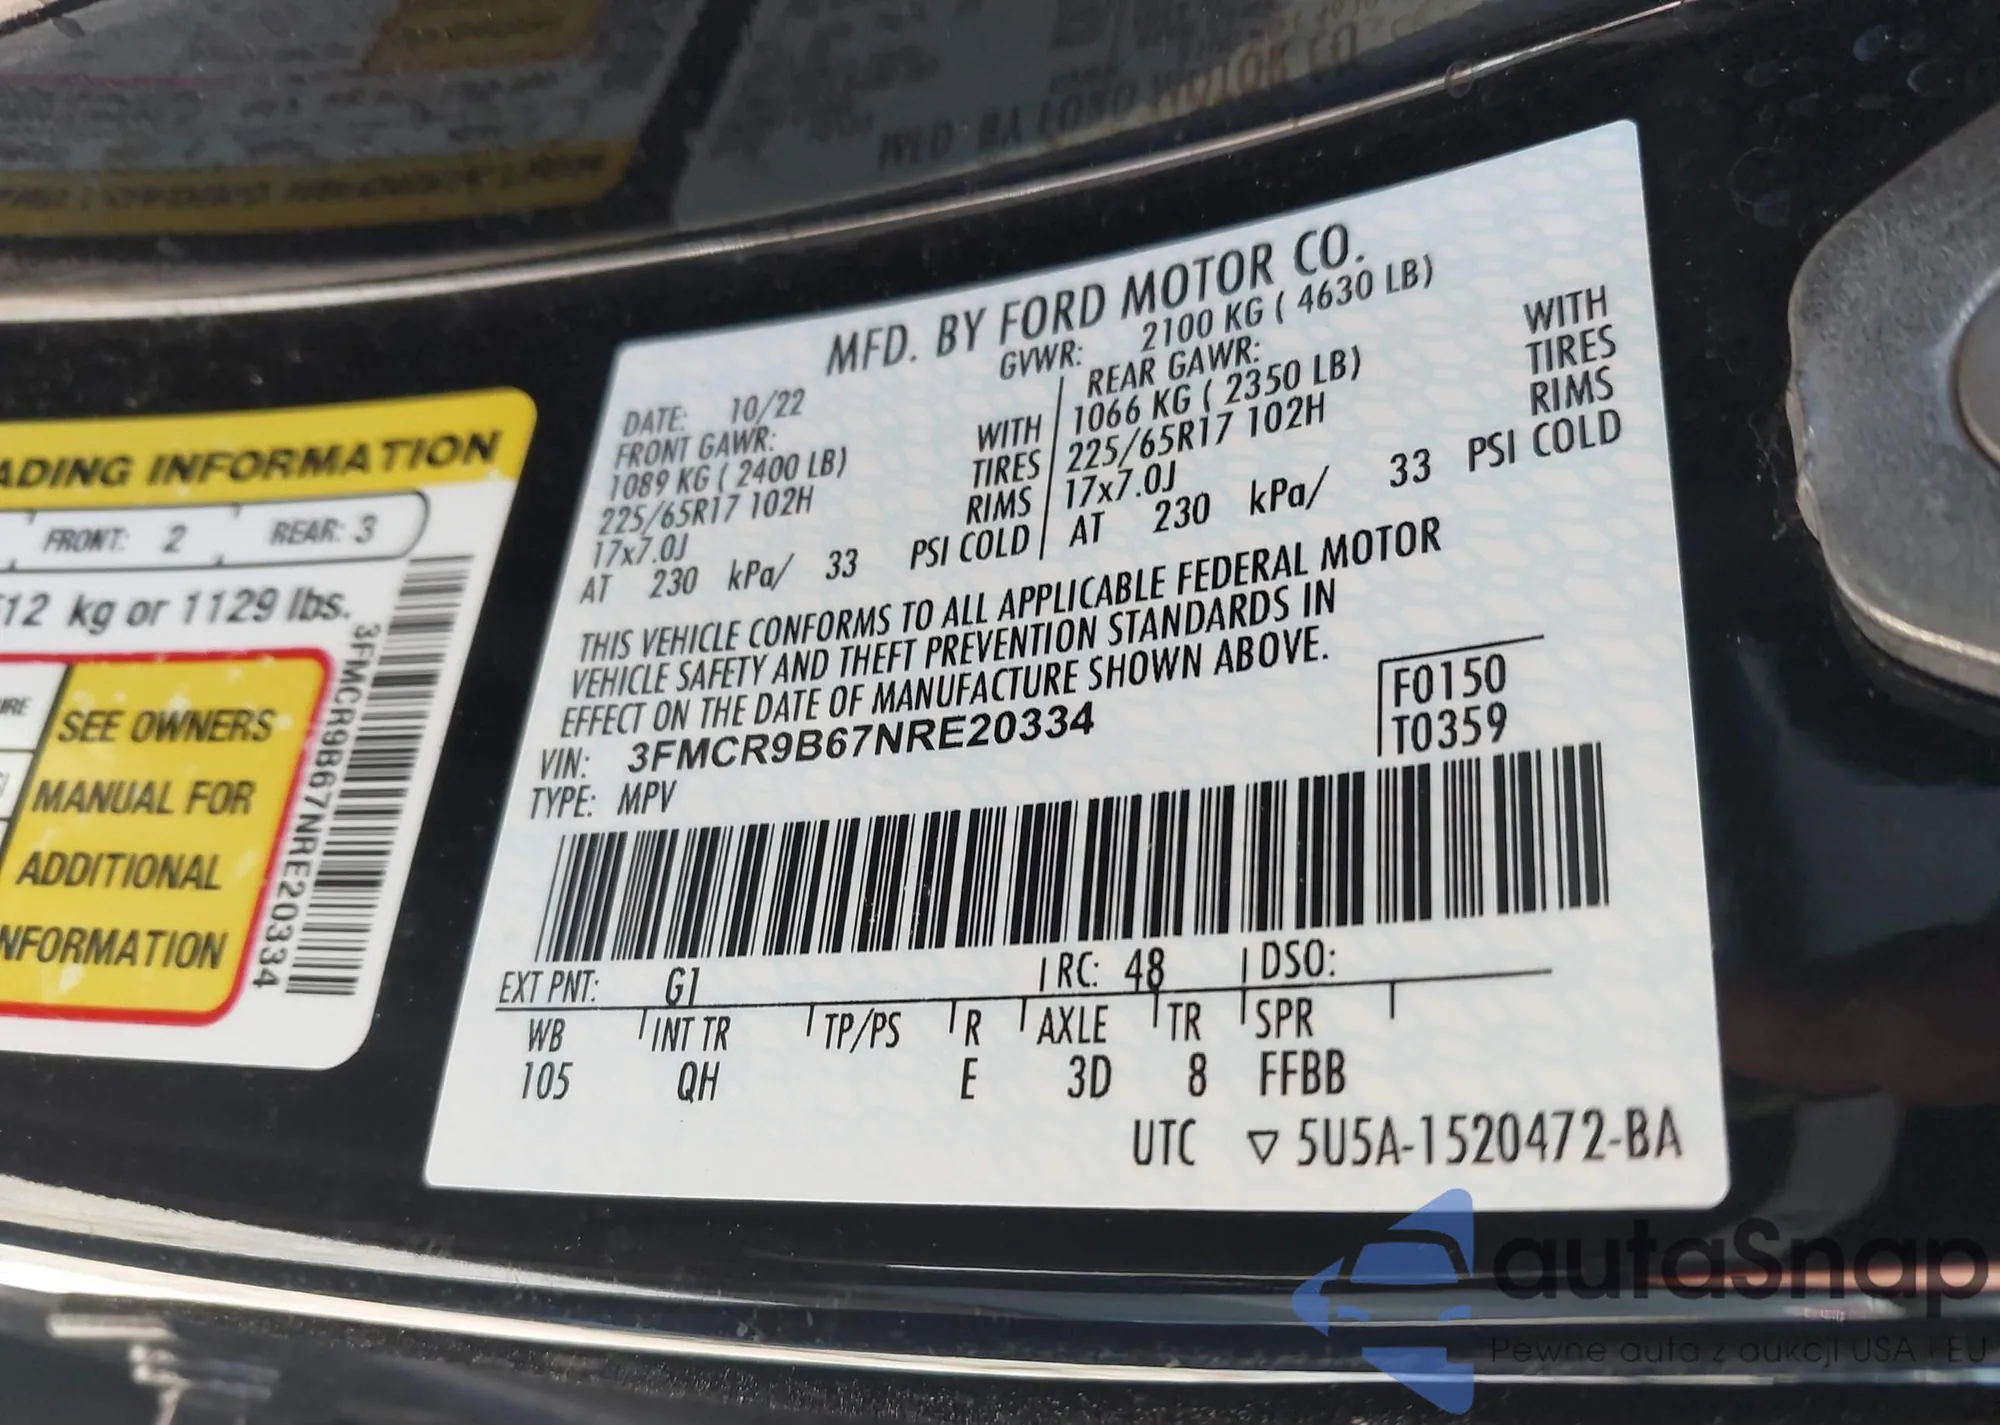 MFD. BY FORD MOTOR CO.
DATE: 10/22 GVWR: 2100 KG ( 4630 LB)
FRONT GAWR: REAR GAWR:
1089 KG ( 2400 LB) WITH 1066 KG ( 2350 LB) WITH
225/65R17 102H TIRES 225/65R17 102H TIRES
17x7.0J RIMS 17x7.0J RIMS
AT 230 kPa/ 33 PSI COLD AT 230 kPa/ 33 PSI COLD
THIS VEHICLE CONFORMS TO ALL APPLICABLE FEDERAL MOTOR
VEHICLE SAFETY AND THEFT PREVENTION STANDARDS IN
EFFECT ON THE DATE OF MANUFACTURE SHOWN ABOVE.
VIN: 3FMCR9B67NRE20334 F0150
TYPE: MPV T0359
EXT PNT: G1 RC: 48 DSO:
WB INT TR TP/PS R AXLE TR SPR
105 QH E 3D 8 FFBB
UTC ▽ 5U5A-1520472-BA
ADING INFORMATION
FRONT: 2 REAR: 3
12 kg or 1129 lbs.
SEE OWNERS
MANUAL FOR
ADDITIONAL
NFORMATION
3FMCR9B67NRE20334
autaSnap
Pewne auta z aukcji USA i EU